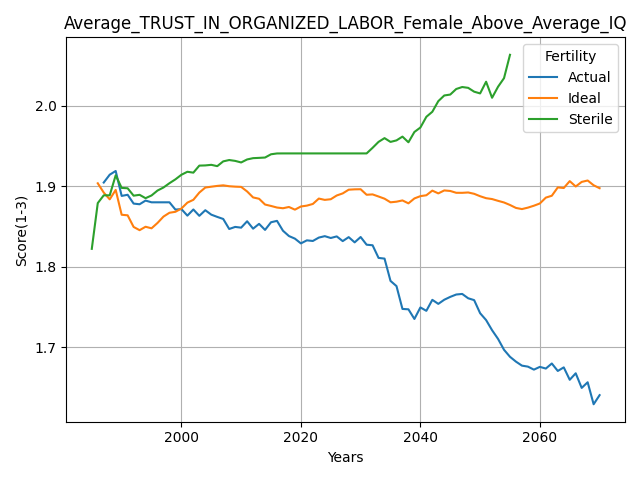 Average_TRUST_IN_ORGANIZED_LABOR_Female_Above_Average_IQ
Fertility
Actual
Ideal
Sterile
Score(1-3)
2.0
1.9
1.8
1.7
2000 2020 2040 2060
Years